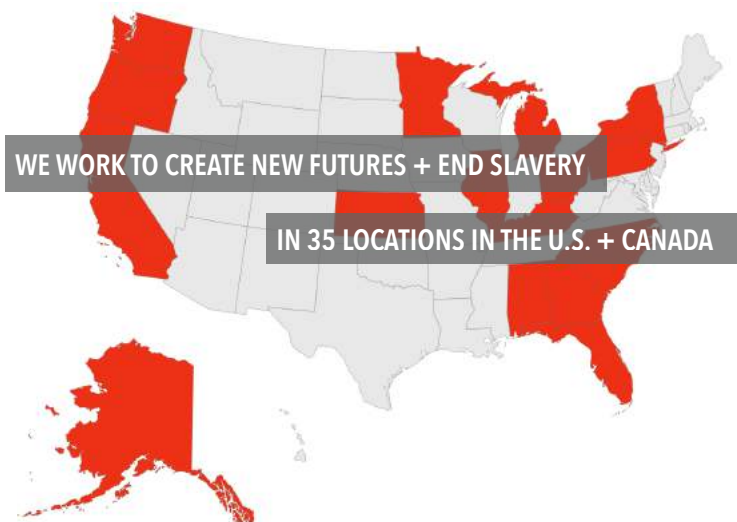 WE WORK TO CREATE NEW FUTURES + END SLAVERY
IN 35 LOCATIONS IN THE U.S. + CANADA